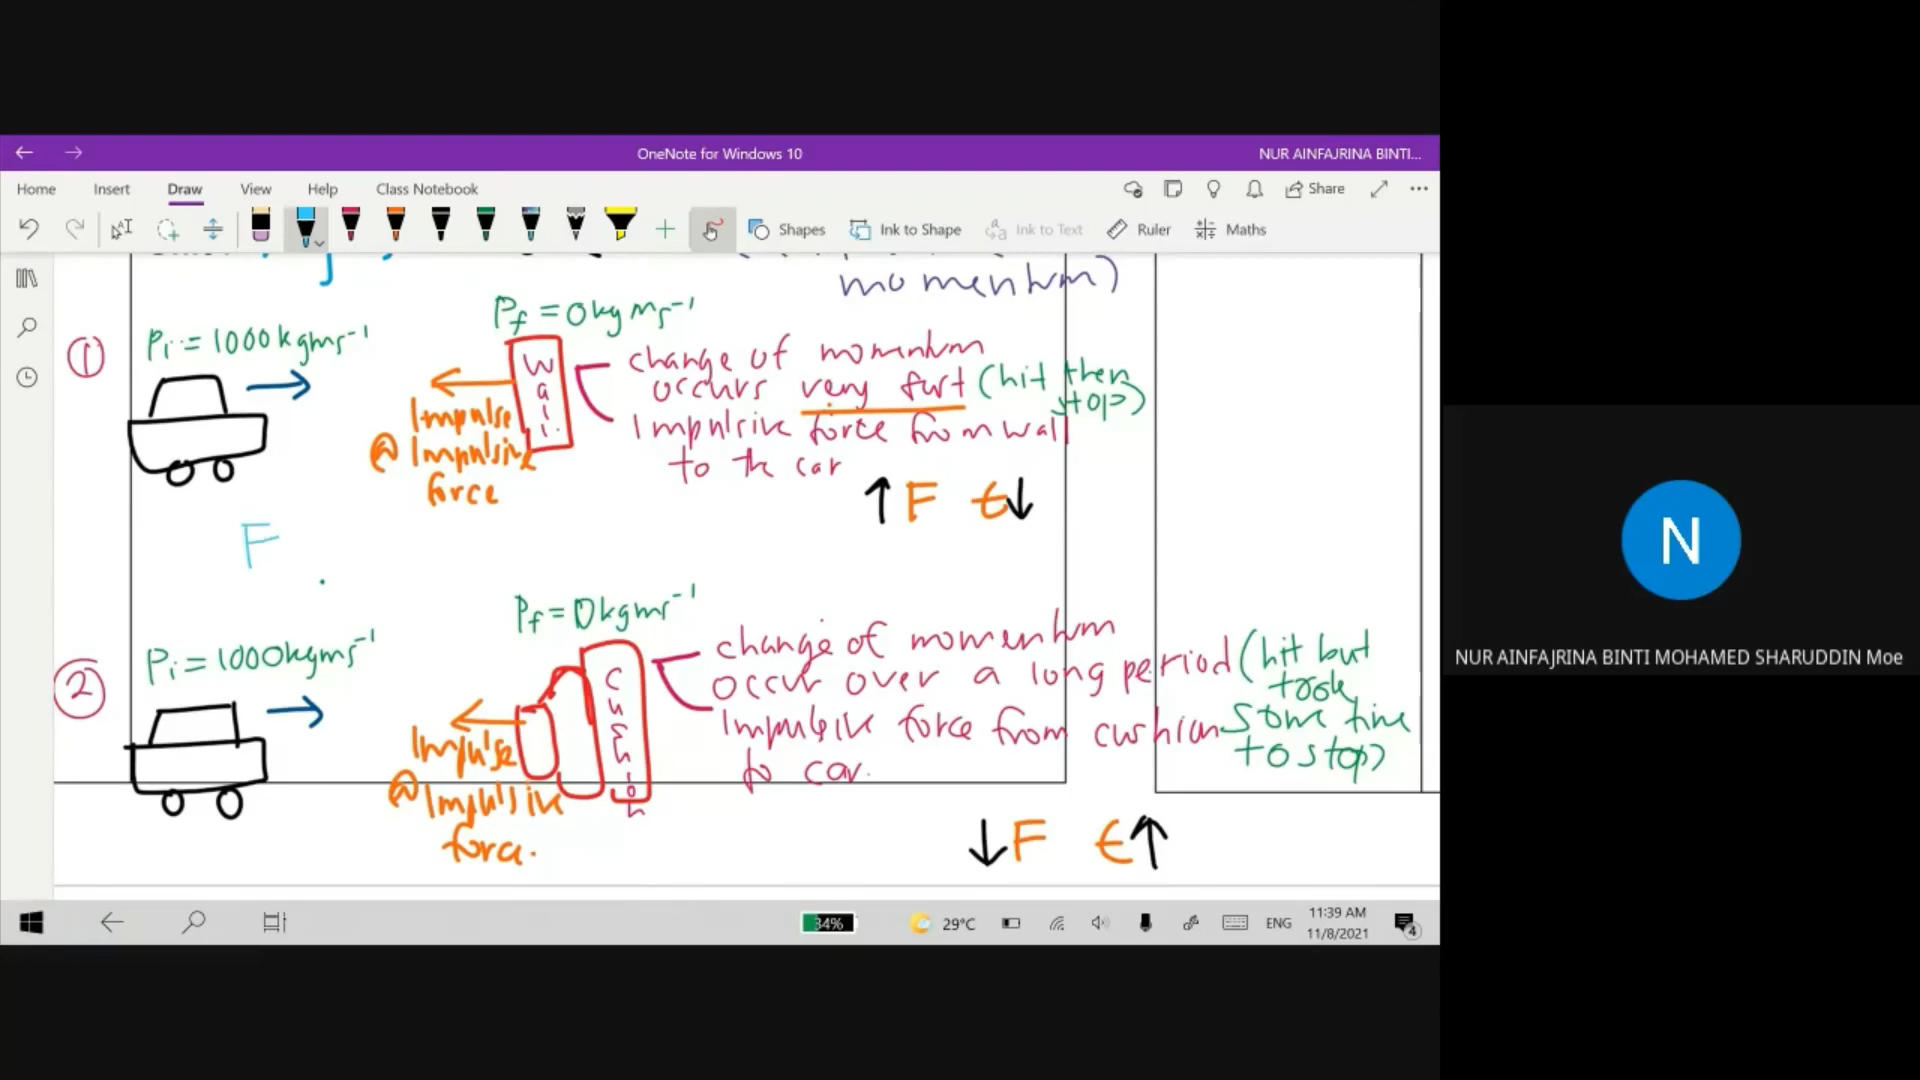 OneNote for Windows 10
NUR AINFAJRINA BINTI...
Home Insert Draw View Help Class Notebook
Share
Shapes Ink to Shape Ink to Text Ruler Maths
momentum)
① Pi = 1000kgms⁻¹
Pf = 0kgms⁻¹
Wall
Impulse
@ Impulsive
force
change of momentum
occurs very fast (hit then
stop)
Impulsive force from wall
to the car
↑F t↓
F
② Pi = 1000kgms⁻¹
Pf = 0kgms⁻¹
Cushion
Impulse
@ Impulsive
force.
change of momentum
occur over a long period (hit but
took
some time
to stop)
Impulsive force from cushion
to car.
↓F t↑
N
NUR AINFAJRINA BINTI MOHAMED SHARUDDIN Moe
34%
29°C
ENG
11:39 AM
11/8/2021
4